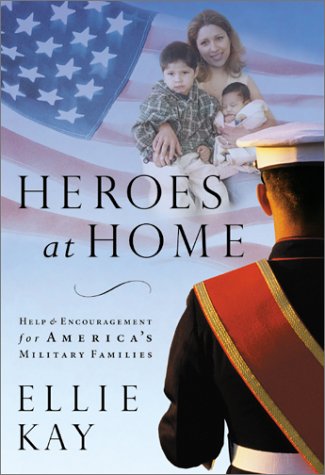 HEROES
at HOME
HELP & ENCOURAGEMENT
for AMERICA'S
MILITARY FAMILIES
ELLIE
KAY